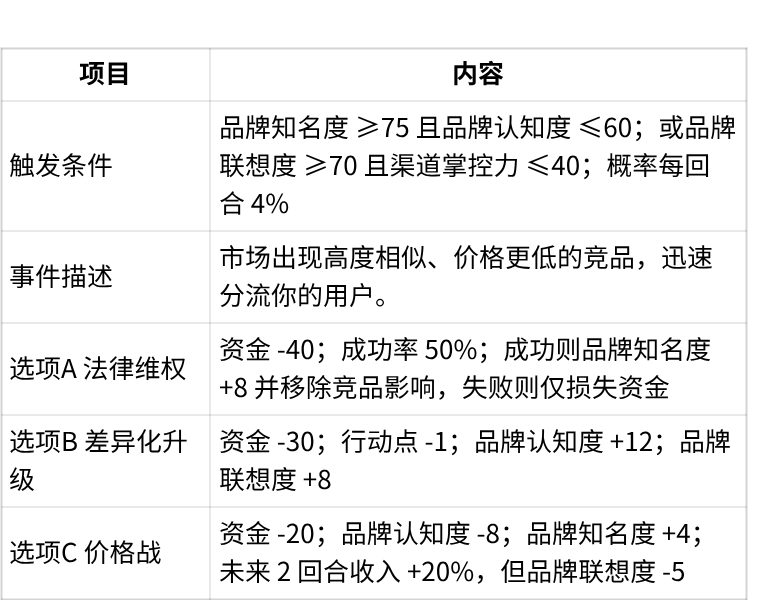 项目
内容
触发条件
品牌知名度 ≥75 且品牌认知度 ≤60；或品牌
联想度 ≥70 且渠道掌控力 ≤40；概率每回
合 4%
事件描述
市场出现高度相似、价格更低的竞品，迅速
分流你的用户。
选项A 法律维权
资金 -40；成功率 50%；成功则品牌知名度
+8 并移除竞品影响，失败则仅损失资金
选项B 差异化升
级
资金 -30；行动点 -1；品牌认知度 +12；品牌
联想度 +8
选项C 价格战
资金 -20；品牌认知度 -8；品牌知名度 +4；
未来 2 回合收入 +20%，但品牌联想度 -5